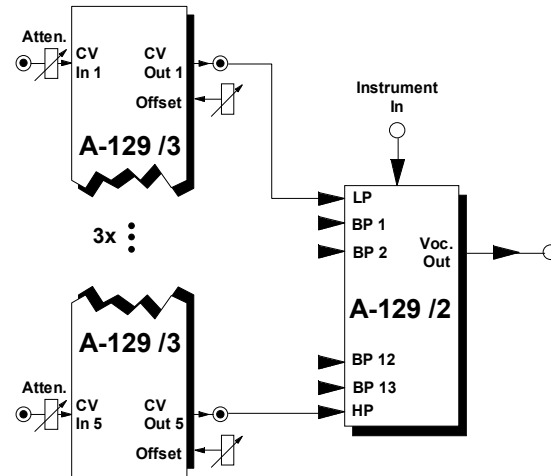 Atten.
CV
In 1
CV
Out 1
Offset
A-129 /3
3x
Instrument
In
LP
BP 1
BP 2
Voc.
Out
A-129 /2
BP 12
BP 13
HP
A-129 /3
Atten.
CV
In 5
CV
Out 5
Offset